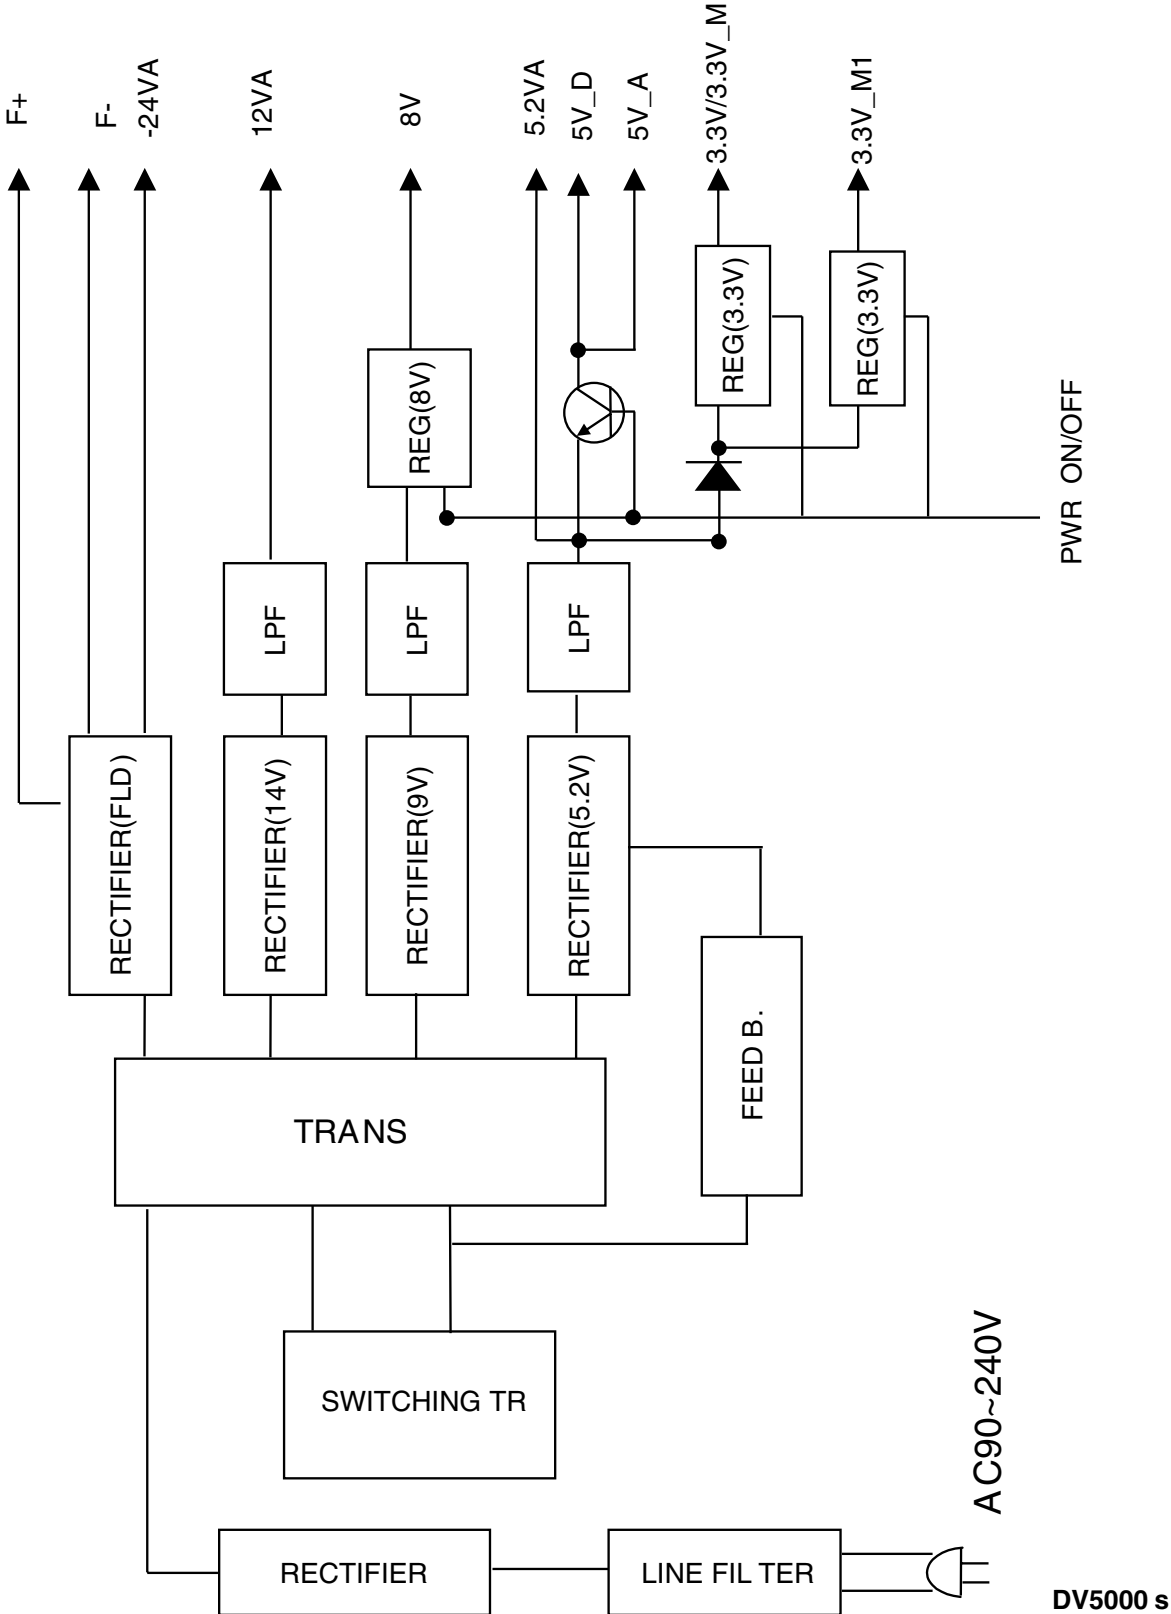 F+
F-
-24VA
12VA
8V
5.2VA
5V_D
5V_A
3.3V/3.3V_M
3.3V_M1
REG(8V)
REG(3.3V)
REG(3.3V)
PWR ON/OFF
LPF
LPF
LPF
RECTIFIER(FLD)
RECTIFIER(14V)
RECTIFIER(9V)
RECTIFIER(5.2V)
FEED B.
TRANS
SWITCHING TR
AC90~240V
RECTIFIER
LINE FIL TER
DV5000 s